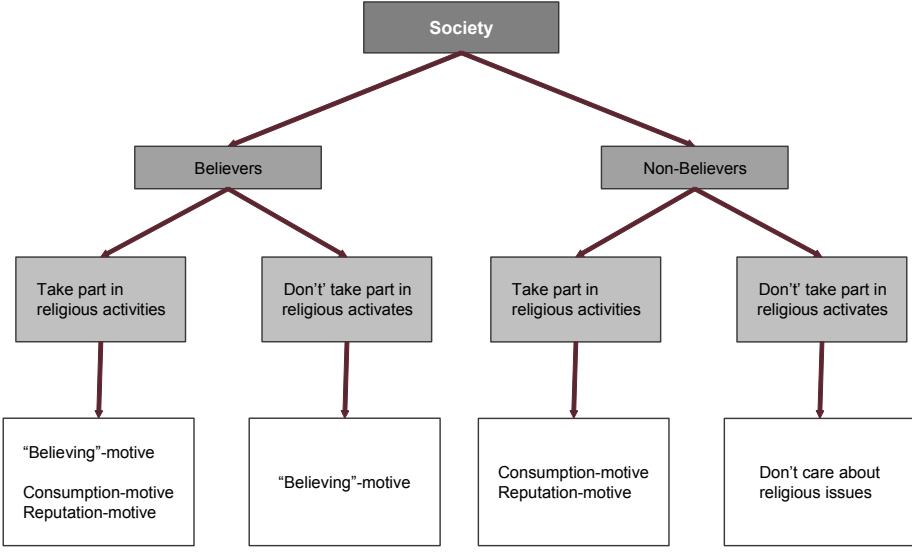 Society
Believers
Non-Believers
Take part in
religious activities
Don't' take part in
religious activates
Take part in
religious activities
Don't' take part in
religious activates
“Believing”-motive
Consumption-motive
Reputation-motive
“Believing”-motive
Consumption-motive
Reputation-motive
Don't care about
religious issues